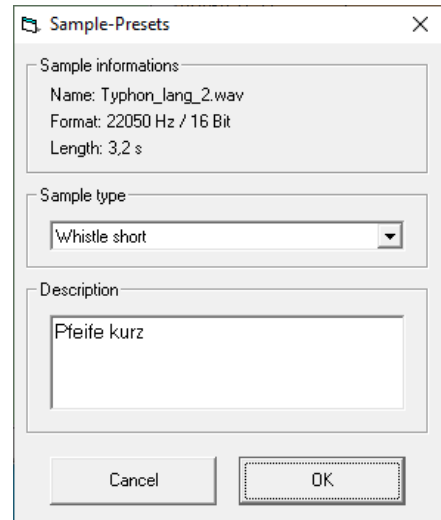 Sample-Presets
Sample informations
Name: Typhon_lang_2.wav
Format: 22050 Hz / 16 Bit
Length: 3,2 s
Sample type
Whistle short
Description
Pfeife kurz
Cancel OK